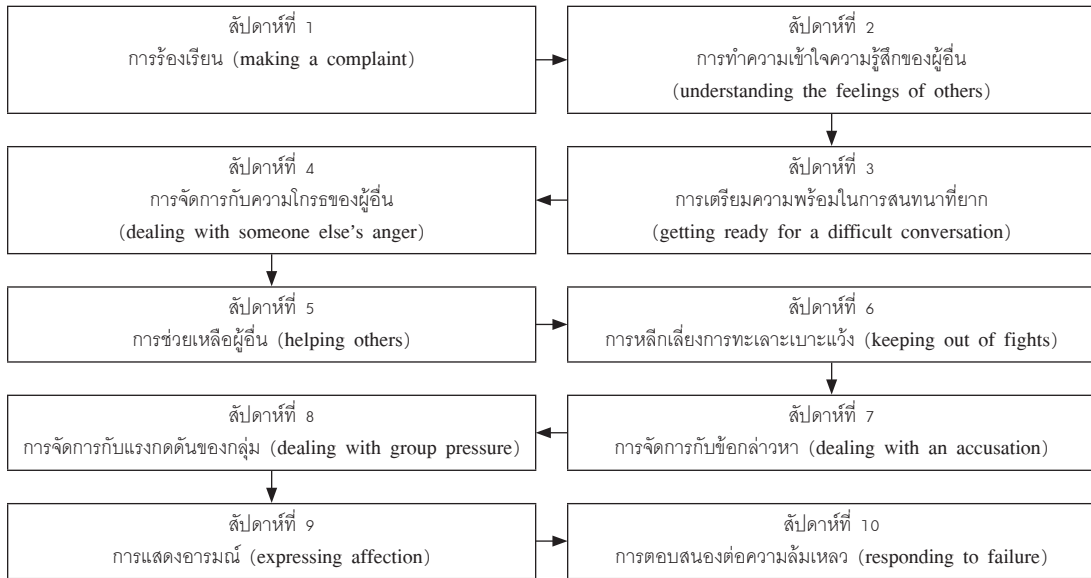 สัปดาห์ที่ 1
การร้องเรียน (making a complaint)
สัปดาห์ที่ 2
การทำความเข้าใจความรู้สึกของผู้อื่น
(understanding the feelings of others)
สัปดาห์ที่ 3
การเตรียมความพร้อมในการสนทนาที่ยาก
(getting ready for a difficult conversation)
สัปดาห์ที่ 4
การจัดการกับความโกรธของผู้อื่น
(dealing with someone else's anger)
สัปดาห์ที่ 5
การช่วยเหลือผู้อื่น (helping others)
สัปดาห์ที่ 6
การหลีกเลี่ยงการทะเลาะเบาะแว้ง (keeping out of fights)
สัปดาห์ที่ 7
การจัดการกับข้อกล่าวหา (dealing with an accusation)
สัปดาห์ที่ 8
การจัดการกับแรงกดดันของกลุ่ม (dealing with group pressure)
สัปดาห์ที่ 9
การแสดงอารมณ์ (expressing affection)
สัปดาห์ที่ 10
การตอบสนองต่อความล้มเหลว (responding to failure)